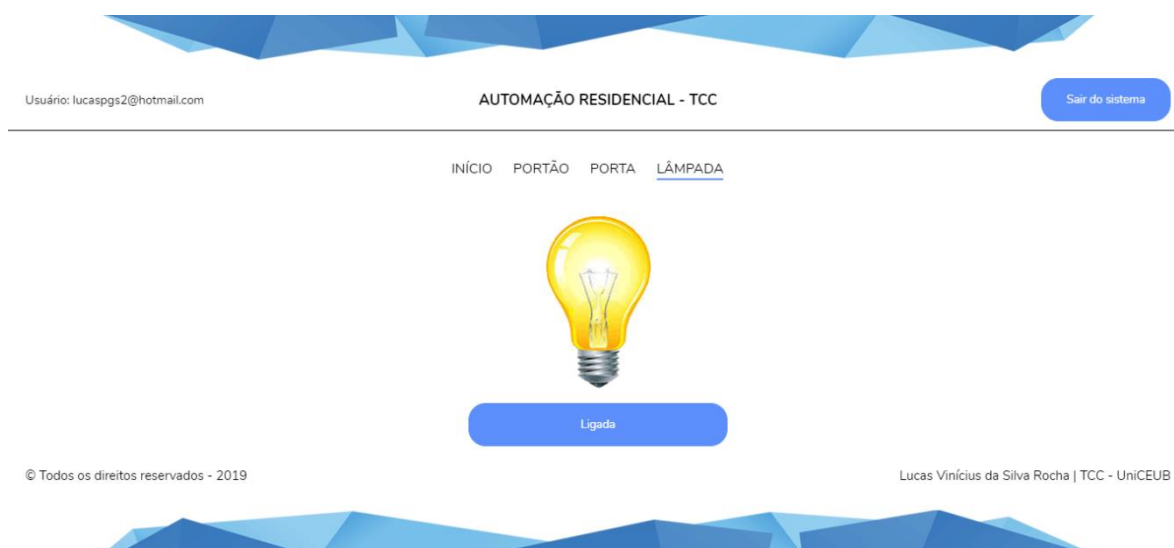 Usuário: lucaspgs2@hotmail.com
AUTOMAÇÃO RESIDENCIAL - TCC
Sair do sistema
INÍCIO PORTÃO PORTA LÂMPADA
Ligada
© Todos os direitos reservados - 2019
Lucas Vinícius da Silva Rocha | TCC - UniCEUB